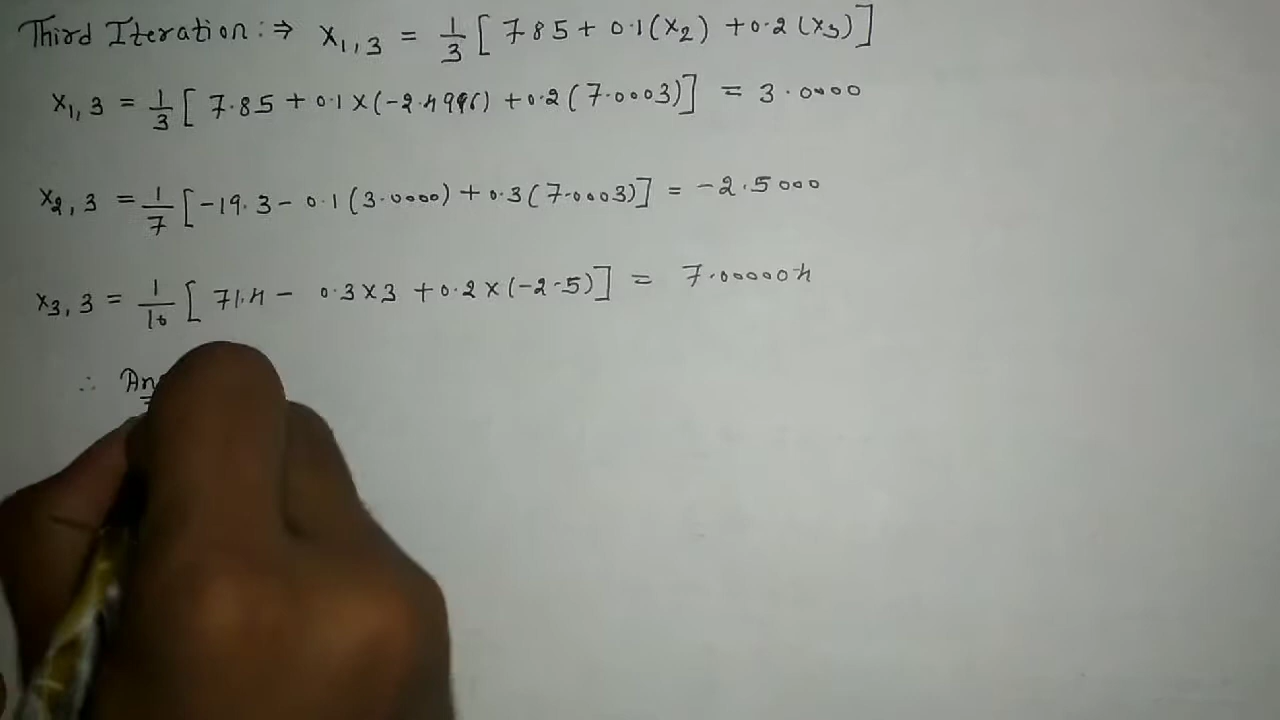 Third Iteration :⇒ x1,3 = 1/3 [ 785 + 0.1(x2) + 0.2 (x3)]
x1,3 = 1/3 [ 7.85 + 0.1 × (-2.4996) + 0.2 (7.0003)] = 3.0000
x2,3 = 1/7 [ -19.3 - 0.1 (3.0000) + 0.3 (7.0003)] = -2.5000
x3,3 = 1/10 [ 71.4 - 0.3×3 + 0.2 × (-2.5)] = 7.000004
∴